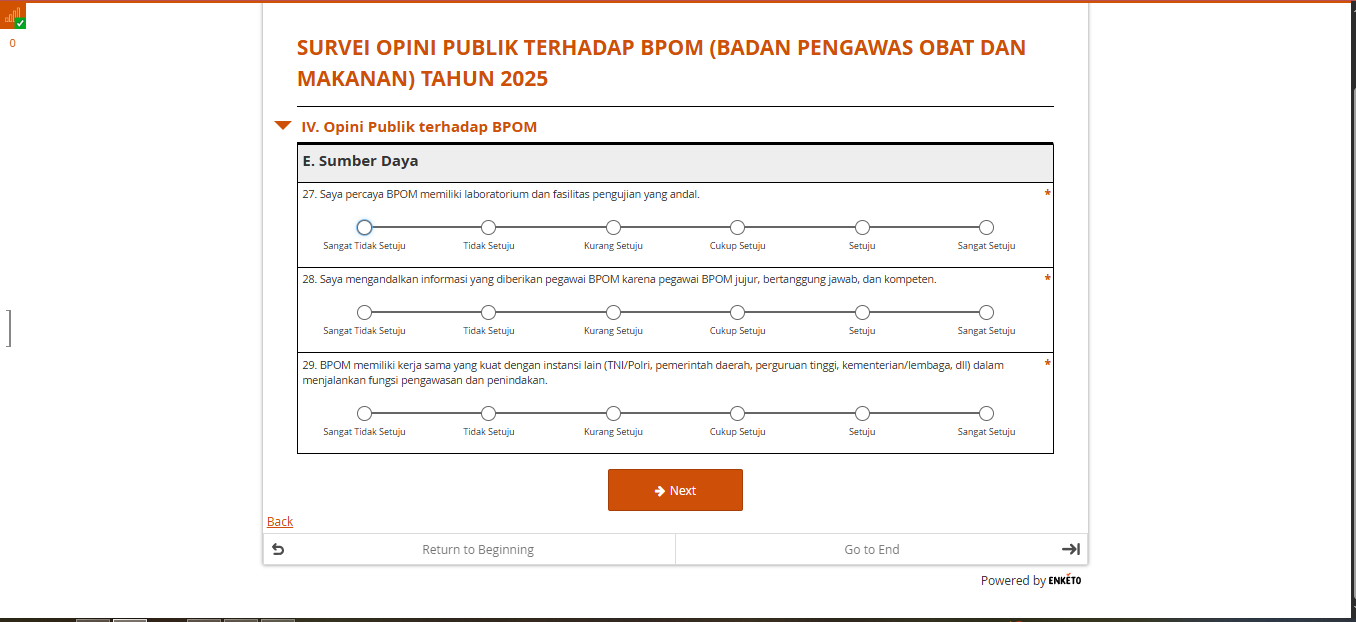 0
SURVEI OPINI PUBLIK TERHADAP BPOM (BADAN PENGAWAS OBAT DAN
MAKANAN) TAHUN 2025
IV. Opini Publik terhadap BPOM
E. Sumber Daya
27. Saya percaya BPOM memiliki laboratorium dan fasilitas pengujian yang andal. *
Sangat Tidak Setuju Tidak Setuju Kurang Setuju Cukup Setuju Setuju Sangat Setuju
28. Saya mengandalkan informasi yang diberikan pegawai BPOM karena pegawai BPOM jujur, bertanggung jawab, dan kompeten. *
Sangat Tidak Setuju Tidak Setuju Kurang Setuju Cukup Setuju Setuju Sangat Setuju
29. BPOM memiliki kerja sama yang kuat dengan instansi lain (TNI/Polri, pemerintah daerah, perguruan tinggi, kementerian/lembaga, dll) dalam *
menjalankan fungsi pengawasan dan penindakan.
Sangat Tidak Setuju Tidak Setuju Kurang Setuju Cukup Setuju Setuju Sangat Setuju
Next
Back
Return to Beginning Go to End
Powered by ENKETO